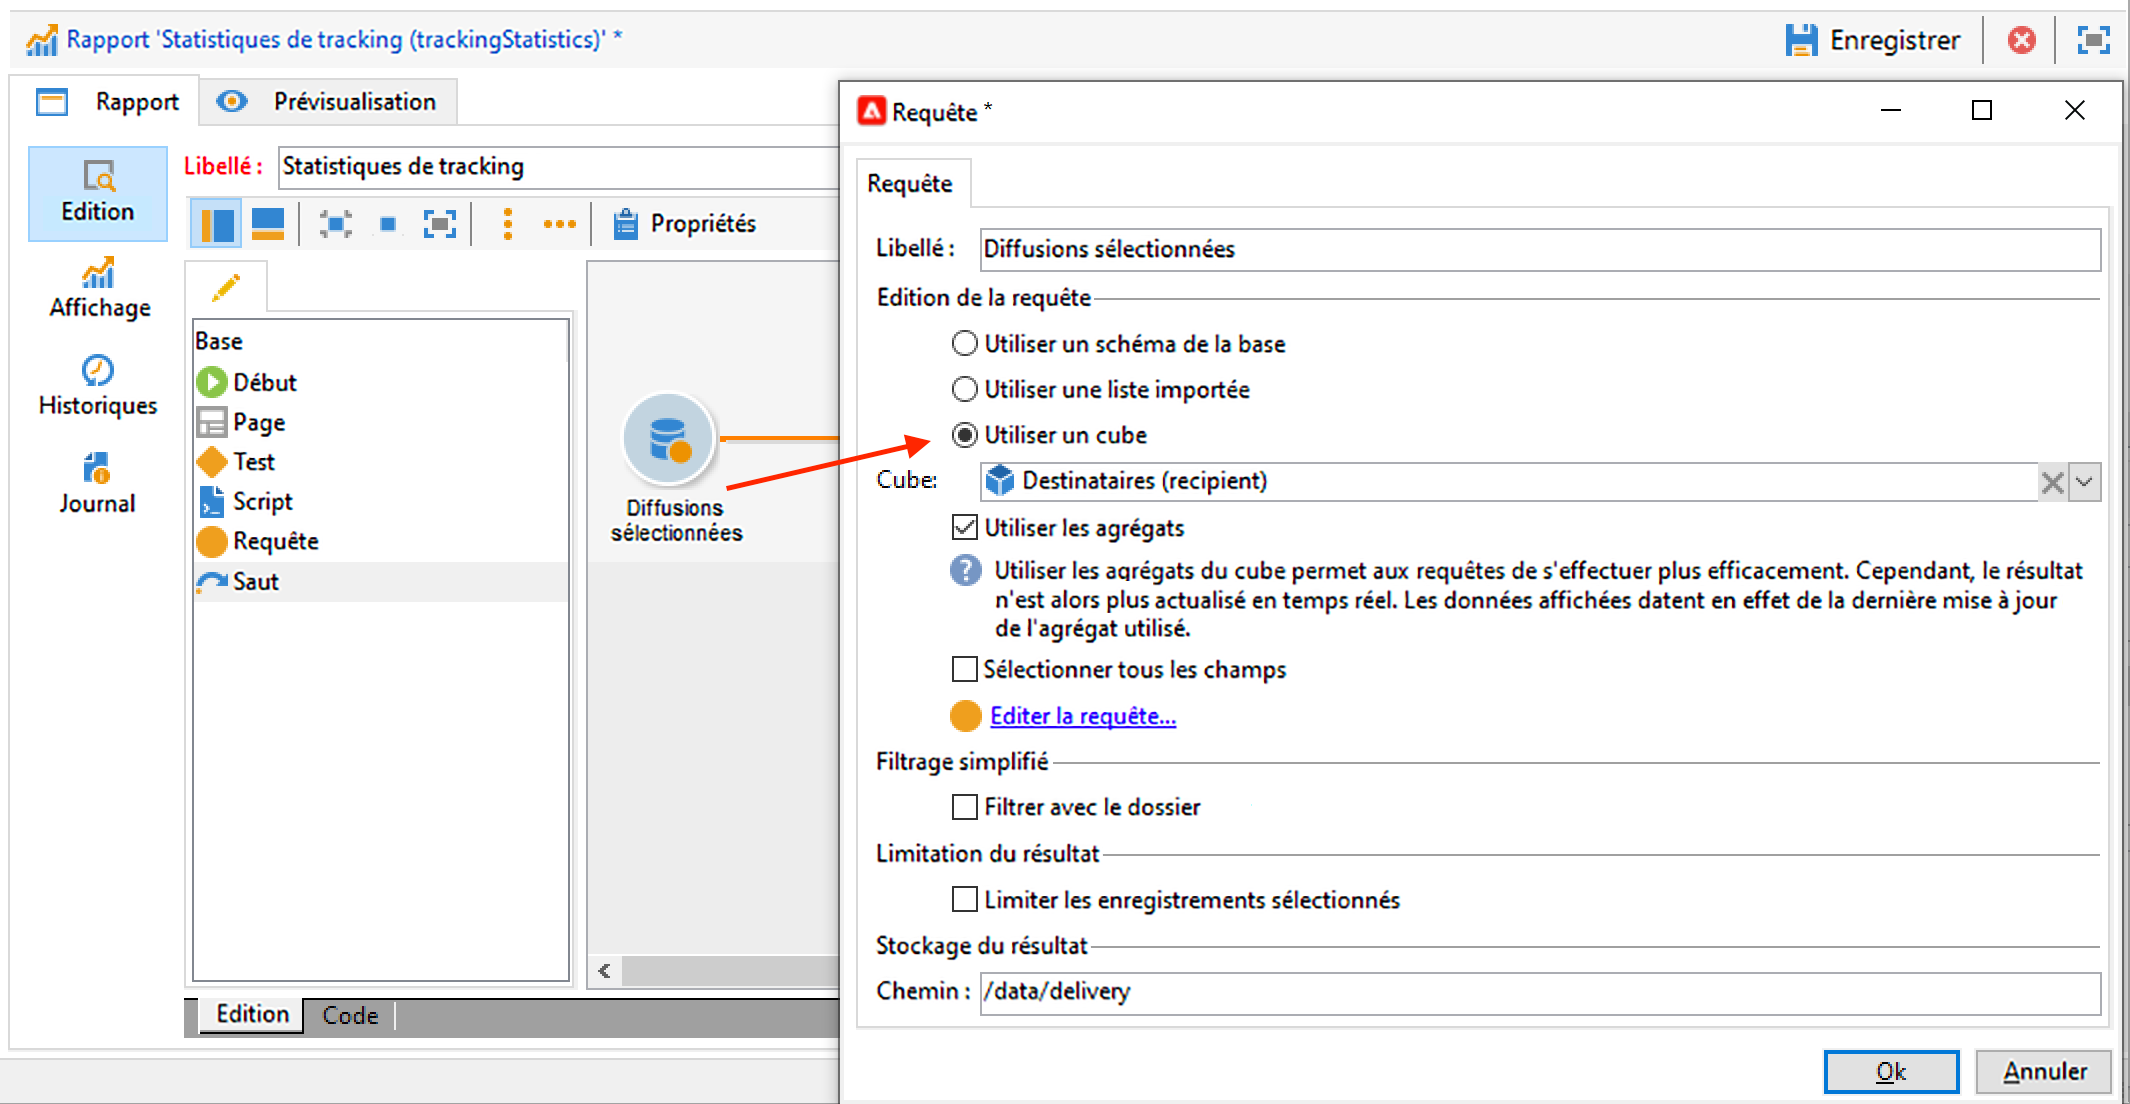 Rapport 'Statistiques de tracking (trackingStatistics)' *
Enregistrer
Rapport
Prévisualisation
Edition
Affichage
Historiques
Journal
Libellé :
Statistiques de tracking
Propriétés
Base
Début
Page
Test
Script
Requête
Saut
Diffusions
sélectionnées
Edition
Code
Requête *
Requête
Libellé :
Diffusions sélectionnées
Edition de la requête
Utiliser un schéma de la base
Utiliser une liste importée
Utiliser un cube
Cube:
Destinataires (recipient)
Utiliser les agrégats
Utiliser les agrégats du cube permet aux requêtes de s'effectuer plus efficacement. Cependant, le résultat
n'est alors plus actualisé en temps réel. Les données affichées datent en effet de la dernière mise à jour
de l'agrégat utilisé.
Sélectionner tous les champs
Editer la requête...
Filtrage simplifié
Filtrer avec le dossier
Limitation du résultat
Limiter les enregistrements sélectionnés
Stockage du résultat
Chemin :
/data/delivery
Ok
Annuler